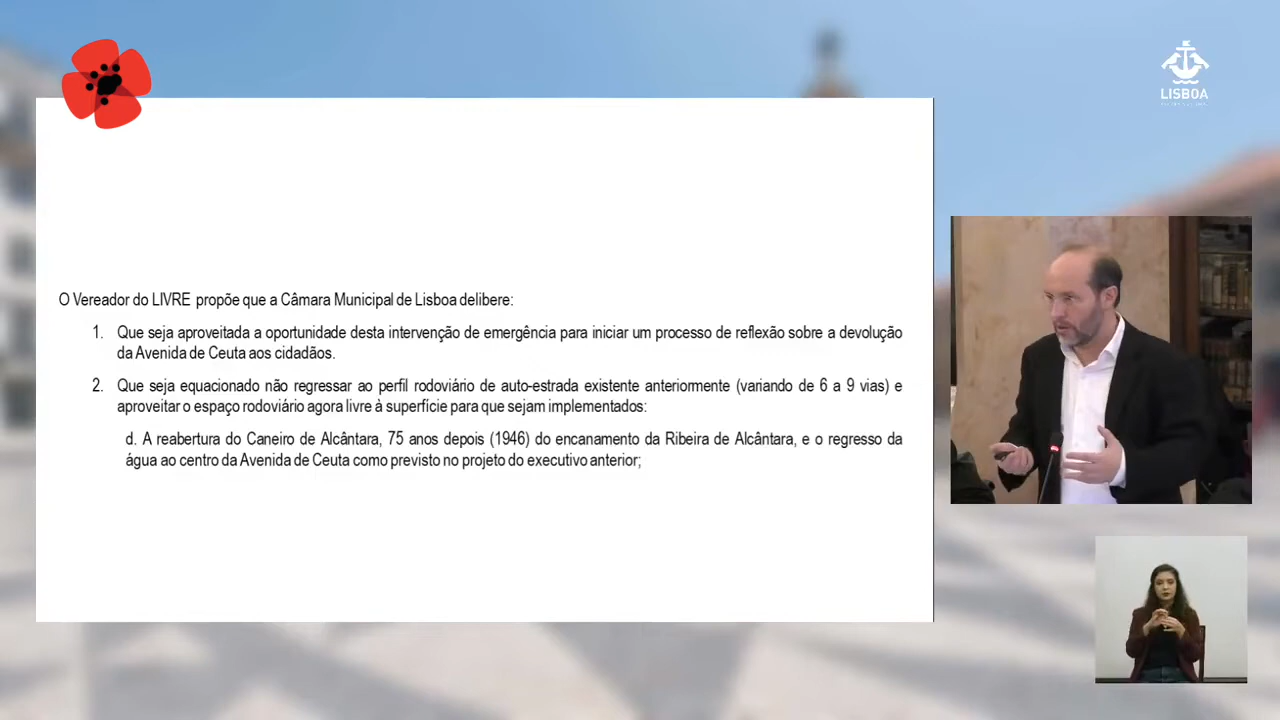 LISBOA
O Vereador do LIVRE propõe que a Câmara Municipal de Lisboa delibere:
1. Que seja aproveitada a oportunidade desta intervenção de emergência para iniciar um processo de reflexão sobre a devolução
da Avenida de Ceuta aos cidadãos.
2. Que seja equacionado não regressar ao perfil rodoviário de auto-estrada existente anteriormente (variando de 6 a 9 vias) e
aproveitar o espaço rodoviário agora livre à superfície para que sejam implementados:
d. A reabertura do Caneiro de Alcântara, 75 anos depois (1946) do encanamento da Ribeira de Alcântara, e o regresso da
água ao centro da Avenida de Ceuta como previsto no projeto do executivo anterior;